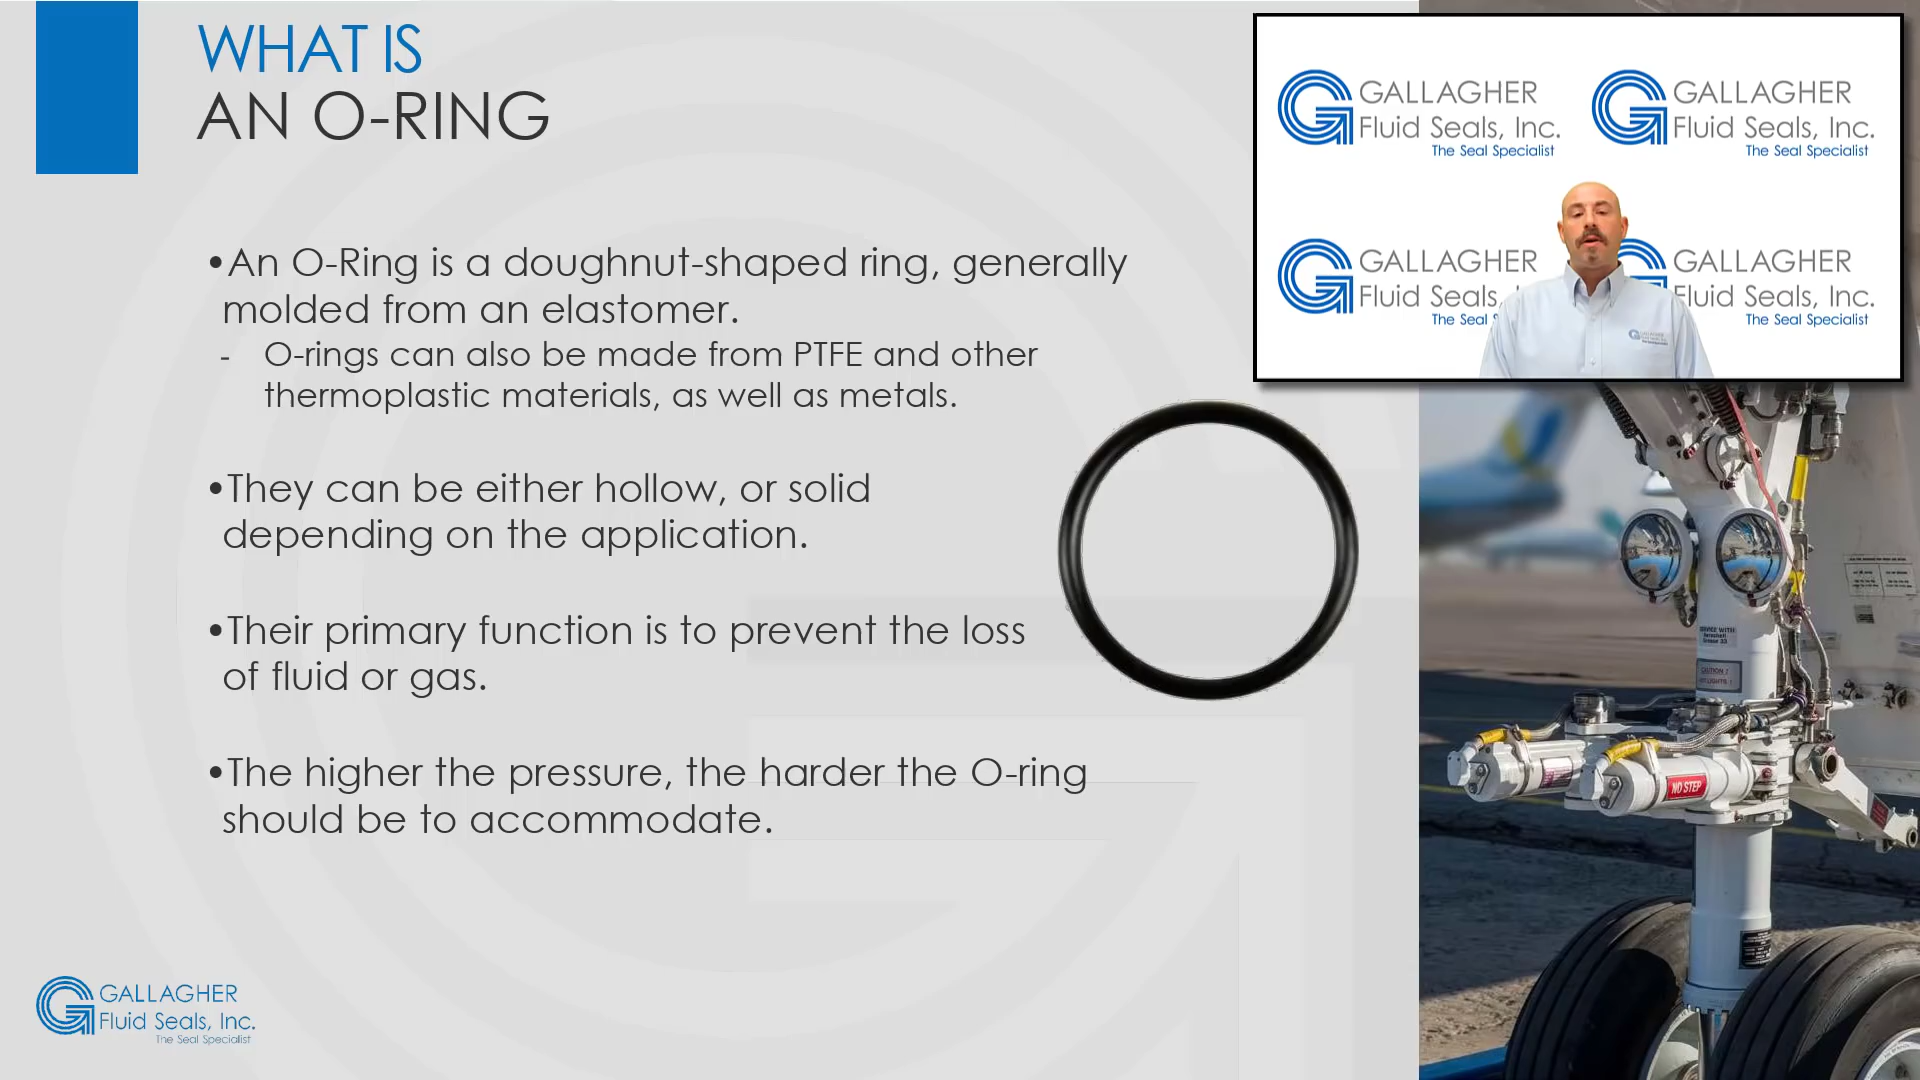 WHAT IS
AN O-RING
•An O-Ring is a doughnut-shaped ring, generally
molded from an elastomer.
- O-rings can also be made from PTFE and other
thermoplastic materials, as well as metals.
•They can be either hollow, or solid
depending on the application.
•Their primary function is to prevent the loss
of fluid or gas.
•The higher the pressure, the harder the O-ring
should be to accommodate.
GALLAGHER
Fluid Seals, Inc.
The Seal Specialist
GALLAGHER
Fluid Seals, Inc.
The Seal Specialist
GALLAGHER
Fluid Seals, Inc.
The Seal Specialist
GALLAGHER
Fluid Seals,
The Seal
GALLAGHER
Fluid Seals, Inc.
The Seal Specialist
SERVICE WITH
CAUTION
NO STEP